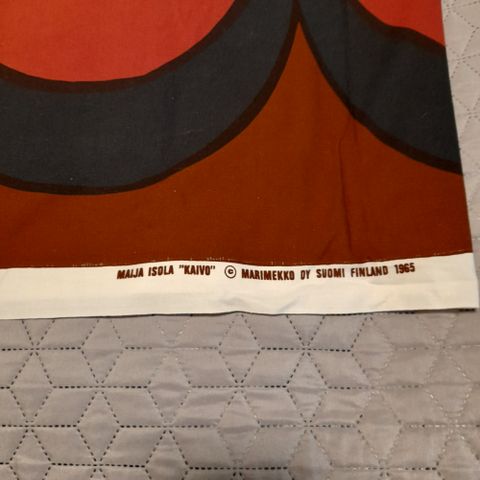 MAIJA ISOLA "KAIVO" © MARIMEKKO OY SUOMI FINLAND 1965